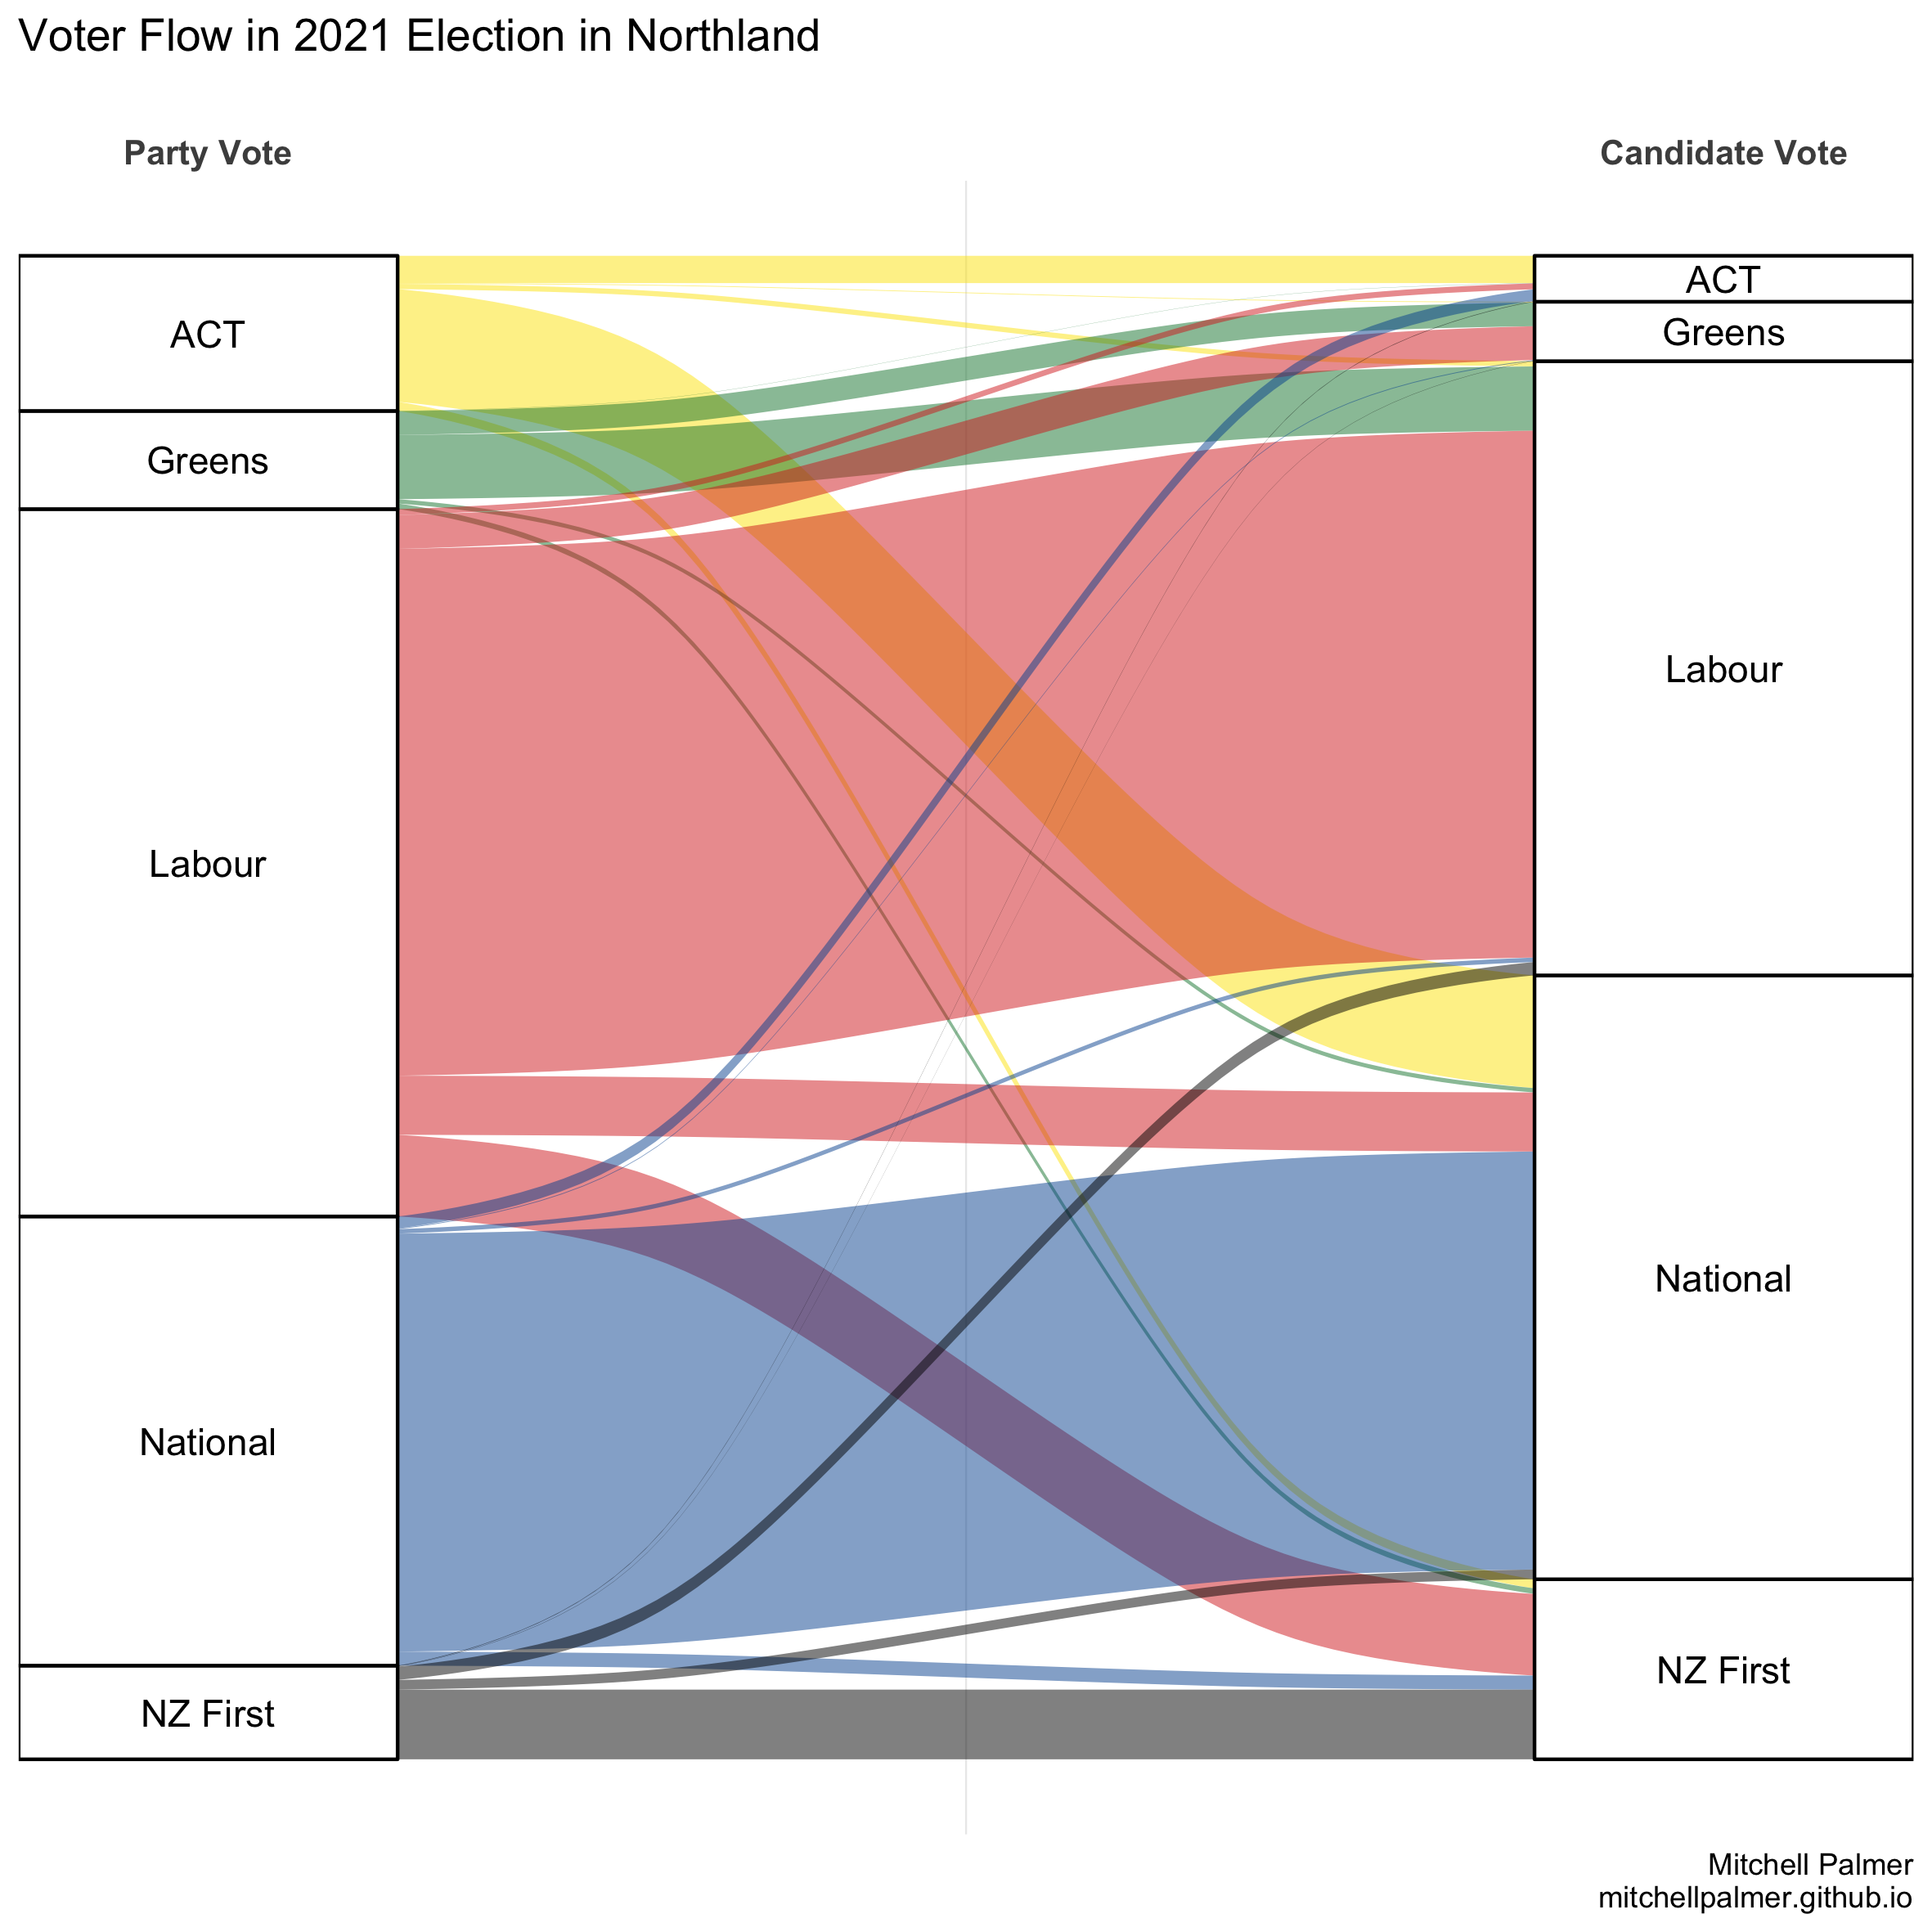 Voter Flow in 2021 Election in Northland
Party Vote
Candidate Vote
ACT
Greens
Labour
National
NZ First
ACT
Greens
Labour
National
NZ First
Mitchell Palmer
mitchellpalmer.github.io